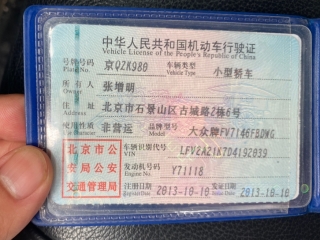 中华人民共和国机动车行驶证
Vehicle License of the People's Republic of China
号牌号码 京QZK980 车辆类型 小型轿车
Plate No. Vehicle Type
所有人 张增明
Owner
住址 北京市石景山区古城路2栋6号
Address
使用性质 非营运 品牌型号 大众牌FV7146FBDWG
北京市公
安局公安
交通管理局
车辆识别代号 LFV2A21K7D4192039
VIN
发动机号码 Y71118
Engine No.
注册日期 2013-10-10 发证日期 2013-10-10